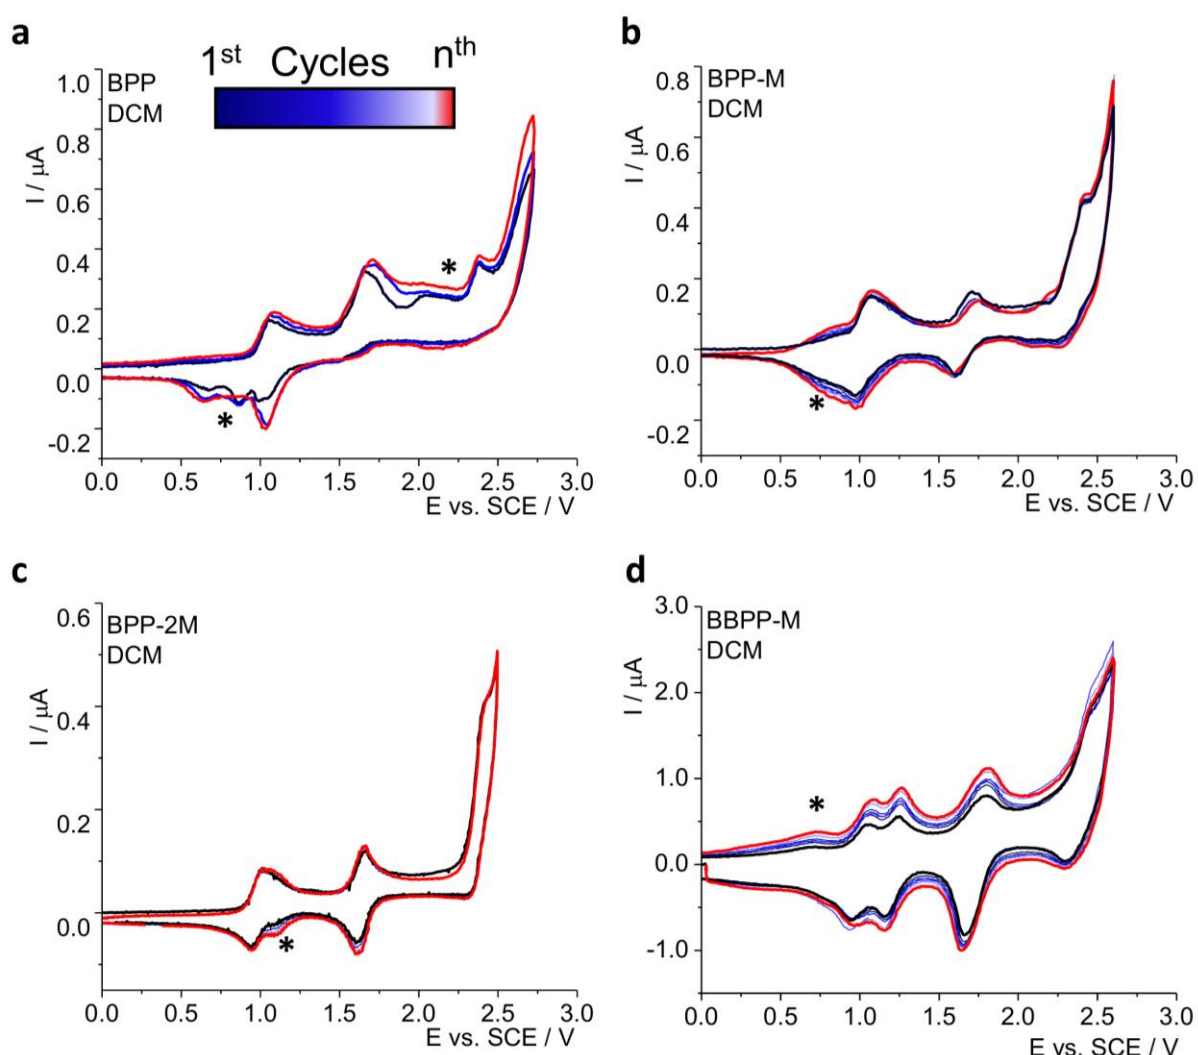 a
1st Cycles nth
BPP
DCM
1.0
0.8
0.6
0.4
0.2
0.0
-0.2
I / μA
*
*
0.0 0.5 1.0 1.5 2.0 2.5 3.0
E vs. SCE / V
b
BPP-M
DCM
0.8
0.6
0.4
0.2
0.0
-0.2
I / μA
*
0.0 0.5 1.0 1.5 2.0 2.5 3.0
E vs. SCE / V
c
BPP-2M
DCM
0.6
0.4
0.2
0.0
I / μA
*
0.0 0.5 1.0 1.5 2.0 2.5 3.0
E vs. SCE / V
d
BBPP-M
DCM
3.0
2.0
1.0
0.0
-1.0
I / μA
*
0.0 0.5 1.0 1.5 2.0 2.5 3.0
E vs. SCE / V